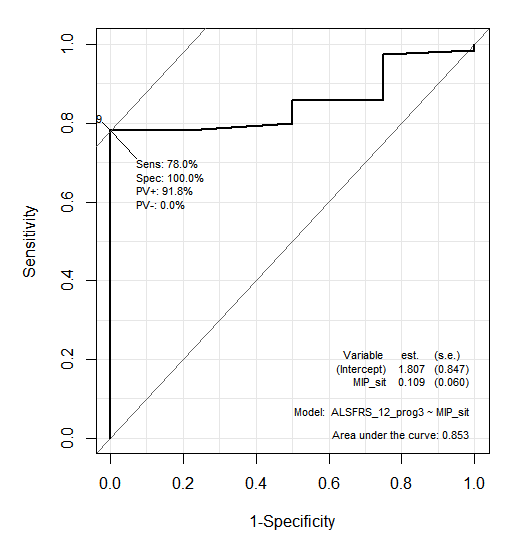 1.0
0.8
0.6
0.4
0.2
0.0
Sensitivity
9
Sens: 78.0%
Spec: 100.0%
PV+: 91.8%
PV-: 0.0%
Variable est. (s.e.)
(Intercept) 1.807 (0.847)
MIP_sit 0.109 (0.060)
Model: ALSFRS_12_prog3 ~ MIP_sit
Area under the curve: 0.853
0.0 0.2 0.4 0.6 0.8 1.0
1-Specificity